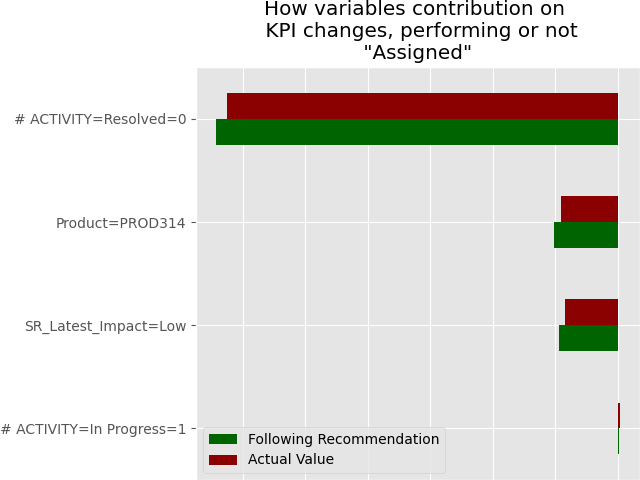 How variables contribution on
KPI changes, performing or not
"Assigned"
# ACTIVITY=Resolved=0
Product=PROD314
SR_Latest_Impact=Low
# ACTIVITY=In Progress=1
Following Recommendation
Actual Value